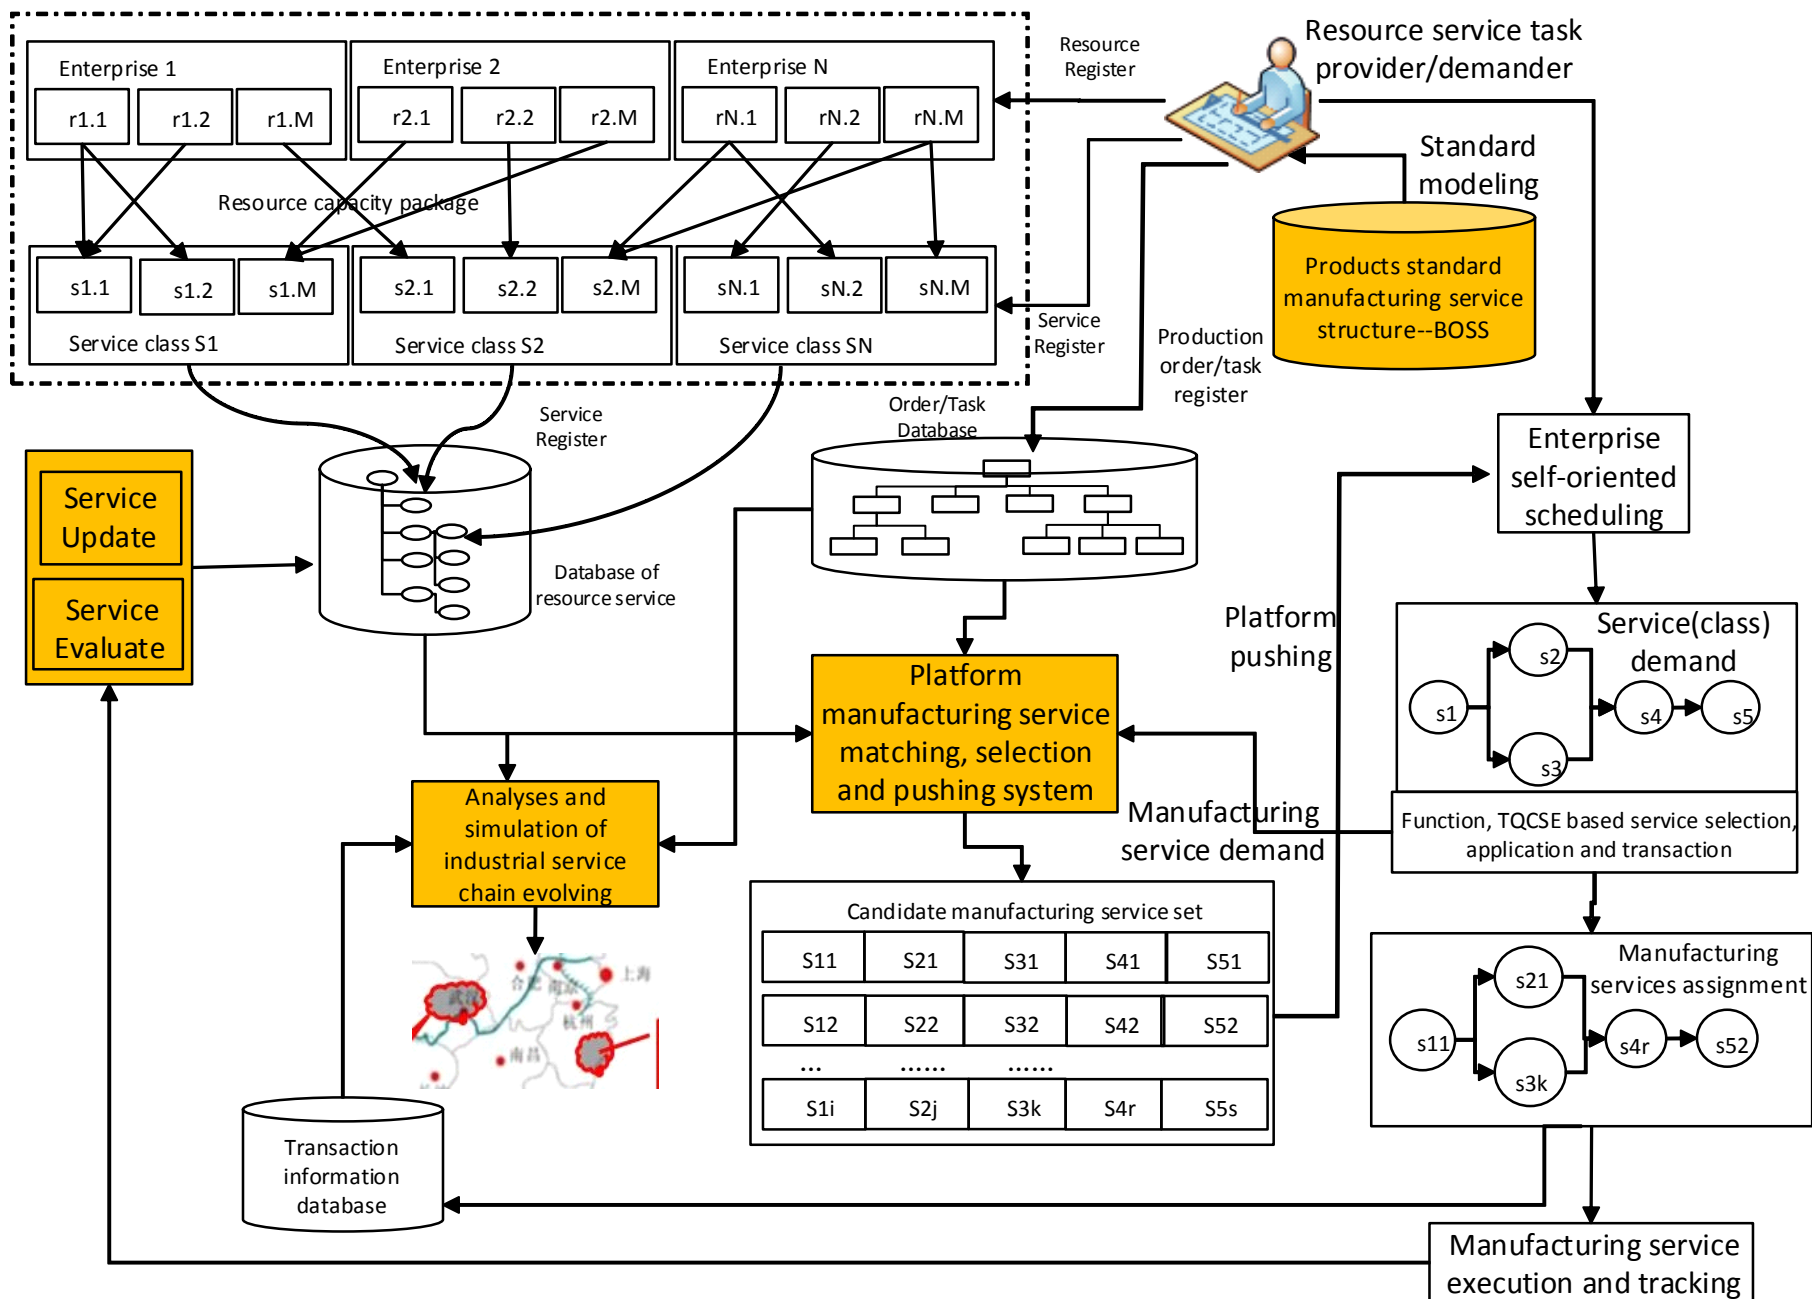 Resource service task
provider/demander
Resource
Register
Enterprise 1
Enterprise 2
Enterprise N
r1.1
r1.2
r1.M
r2.1
r2.2
r2.M
rN.1
rN.2
rN.M
Resource capacity package
s1.1
s1.2
s1.M
s2.1
s2.2
s2.M
sN.1
sN.2
sN.M
Service class S1
Service class S2
Service class SN
Service
Register
Standard
modeling
Products standard
manufacturing service
structure--BOSS
Production
order/task
register
Service
Register
Order/Task
Database
Service
Update
Service
Evaluate
Database of
resource service
Enterprise
self-oriented
scheduling
Platform
pushing
Service(class)
demand
s1
s2
s3
s4
s5
Platform
manufacturing service
matching, selection
and pushing system
Analyses and
simulation of
industrial service
chain evolving
Manufacturing
service demand
Function, TQCSE based service selection,
application and transaction
Candidate manufacturing service set
S11
S21
S31
S41
S51
S12
S22
S32
S42
S52
...
......
......
S1i
S2j
S3k
S4r
S5s
Manufacturing
services assignment
s11
s21
s3k
s4r
s52
合肥
南京
上海
武汉
杭州
南昌
Transaction
information
database
Manufacturing service
execution and tracking